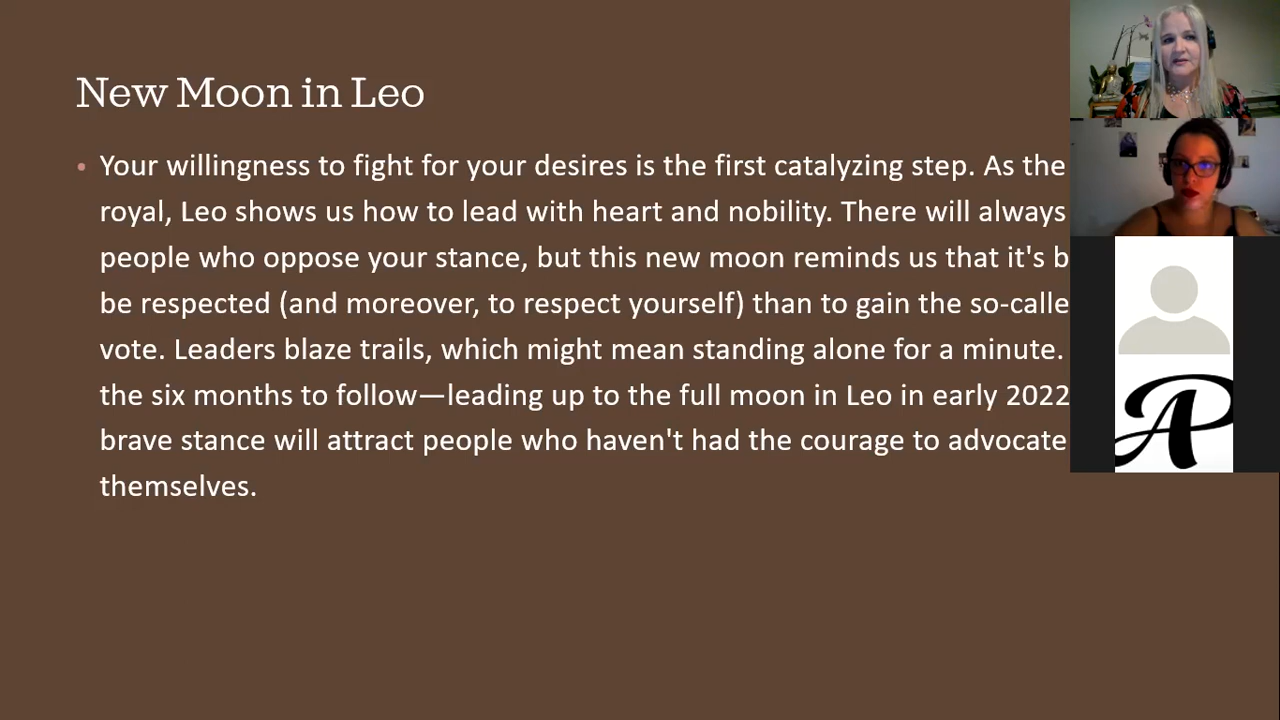 New Moon in Leo
• Your willingness to fight for your desires is the first catalyzing step. As the
royal, Leo shows us how to lead with heart and nobility. There will always
people who oppose your stance, but this new moon reminds us that it's b
be respected (and moreover, to respect yourself) than to gain the so-calle
vote. Leaders blaze trails, which might mean standing alone for a minute.
the six months to follow—leading up to the full moon in Leo in early 2022
brave stance will attract people who haven't had the courage to advocate
themselves.
AP